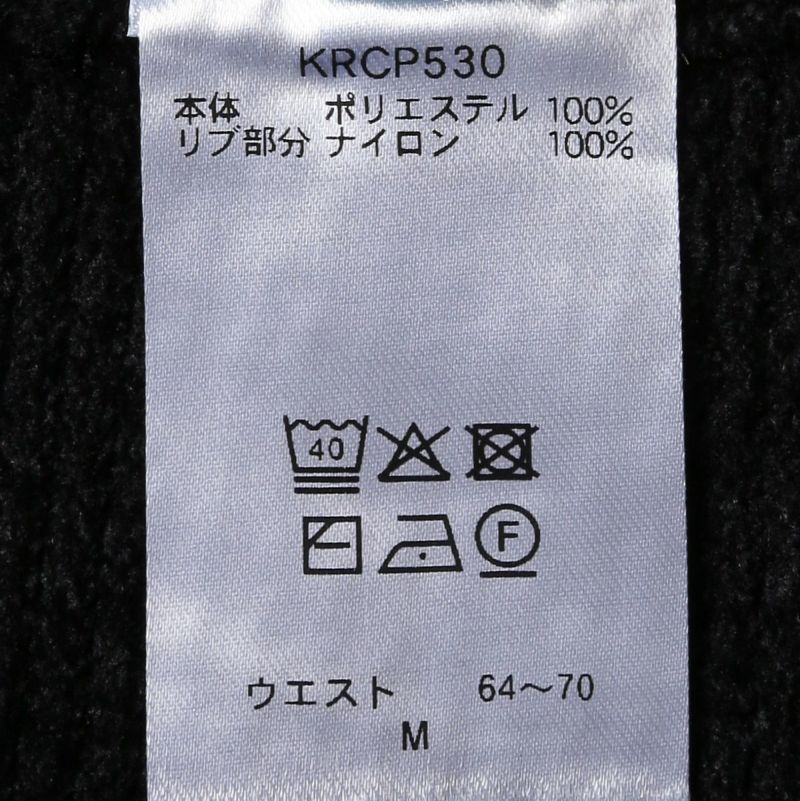 KRCP530
本体 ポリエステル 100%
リブ部分 ナイロン 100%
40
F
ウエスト 64～70
M